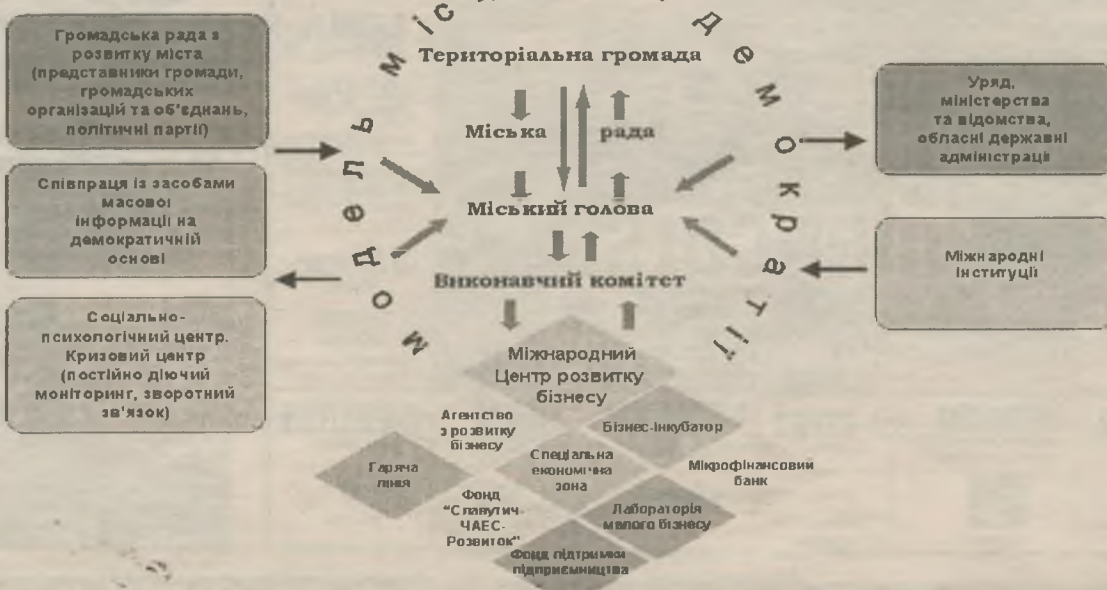 Модель
демократії
Громадська рада з
розвитку міста
(представники громади,
громадських
організацій та об'єднань,
політичні партії)
Співпраця із засобами
масової
інформації на
демократичній
основі
Соціально-
психологічний центр.
Кризовий центр
(постійно діючий
моніторинг, зворотний
зв'язок)
Територіальна громада
Міська рада
Міський голова
Виконавчий комітет
Міжнародний
Центр розвитку
бізнесу
Агентство
з розвитку
бізнесу
Бізнес-інкубатор
Гаряча
лінія
Спеціальна
економічна
зона
Мікрофінансовий
банк
Фонд
"Славутич-
ЧАЕС-
Розвиток"
Лабораторія
малого бізнесу
Фонд підтримки
підприємництва
Уряд,
міністерства
та відомства,
обласні державні
адміністрації
Міжнародні
інституції